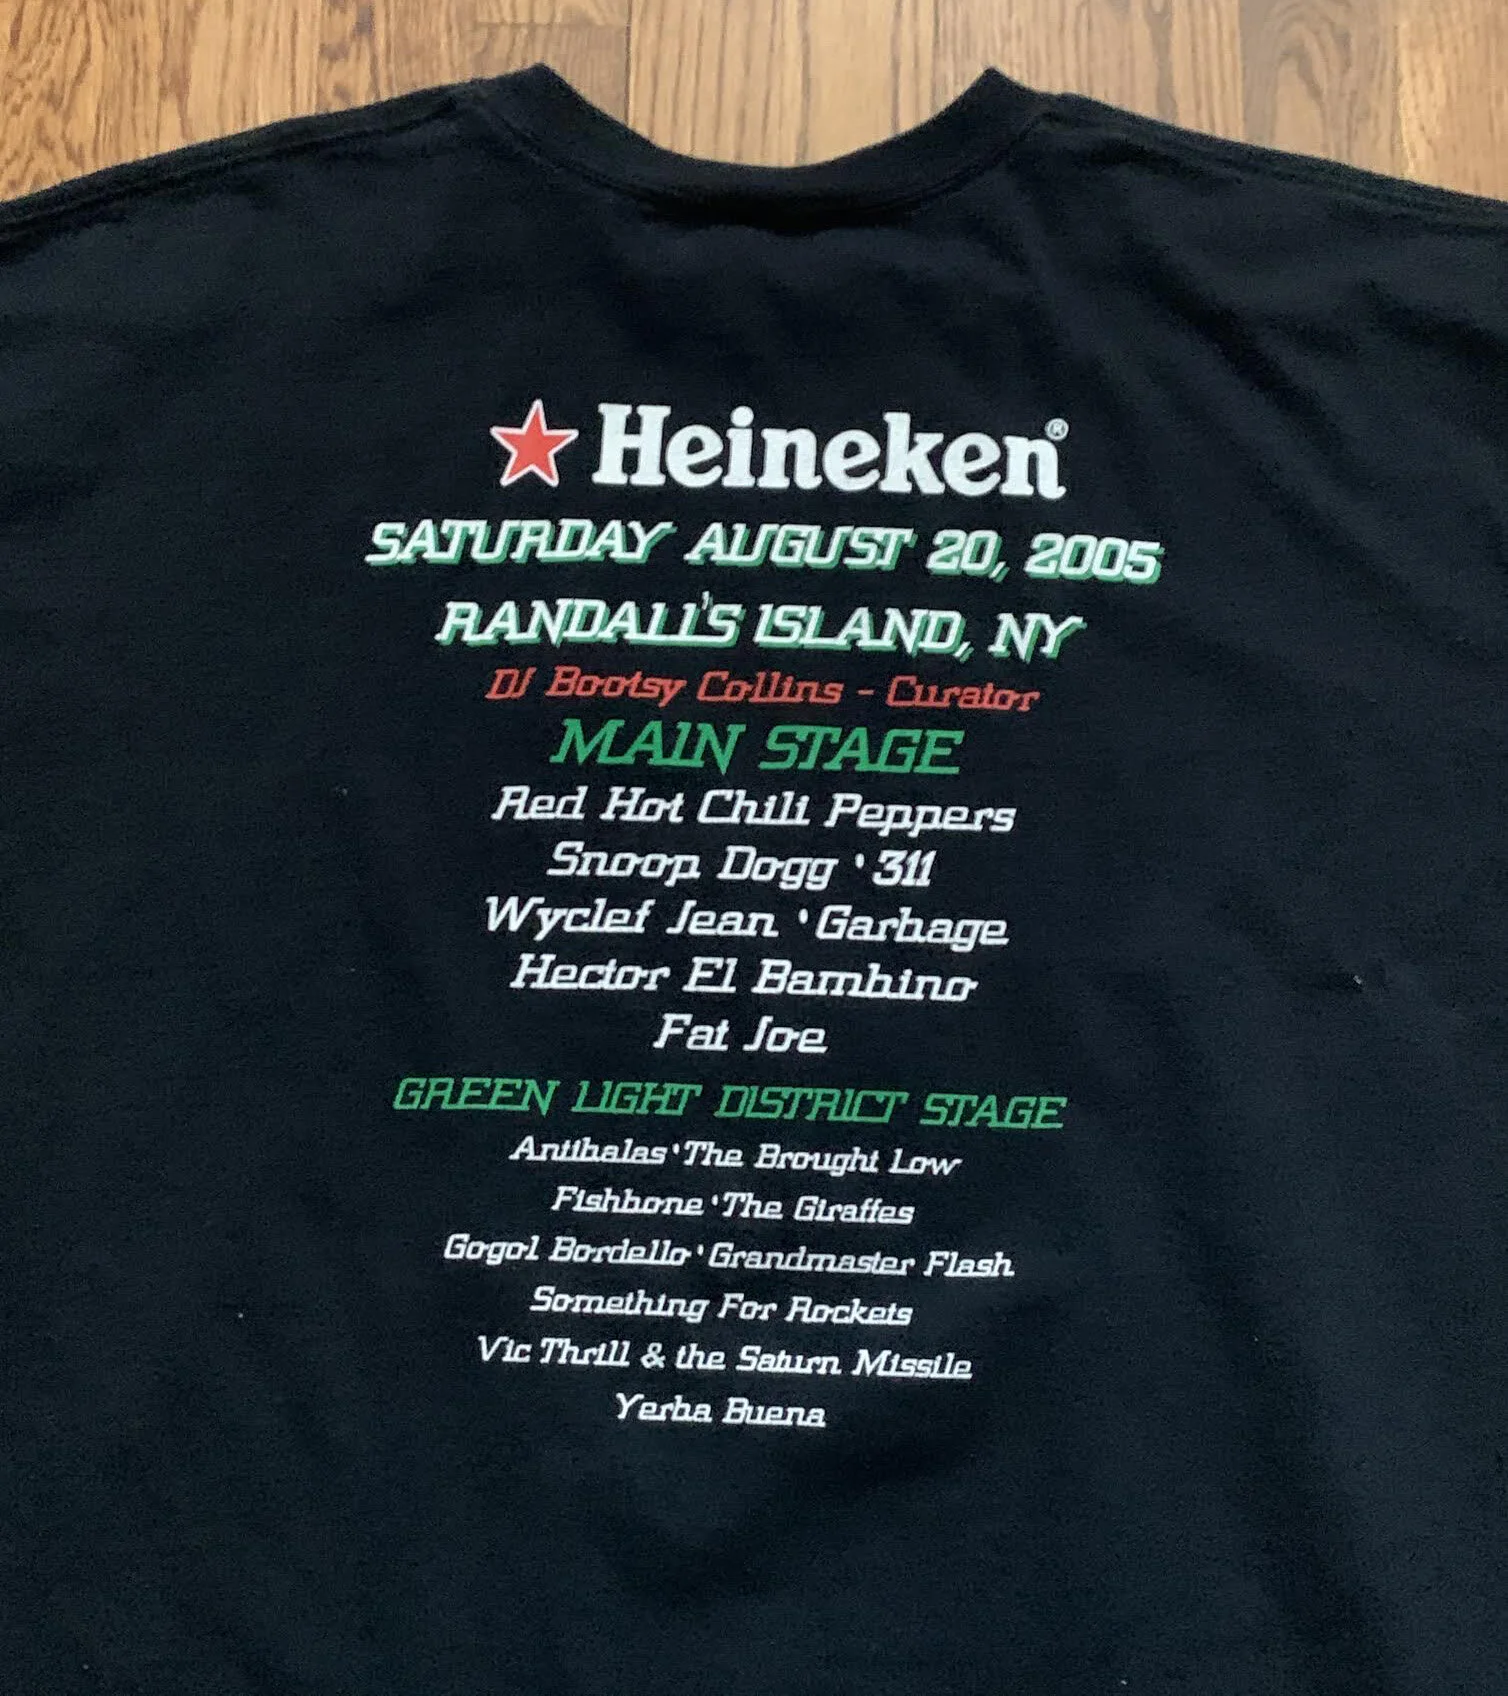 ★ Heineken®
SATURDAY AUGUST 20, 2005
RANDALL'S ISLAND, NY
DJ Bootsy Collins - Curator
MAIN STAGE
Red Hot Chili Peppers
Snoop Dogg • 311
Wyclef Jean • Garbage
Hector El Bambino
Fat Joe
GREEN LIGHT DISTRICT STAGE
Antibalas • The Brought Low
Fishbone • The Giraffes
Gogol Bordello • Grandmaster Flash
Something For Rockets
Vic Thrill & the Saturn Missile
Yerba Buena